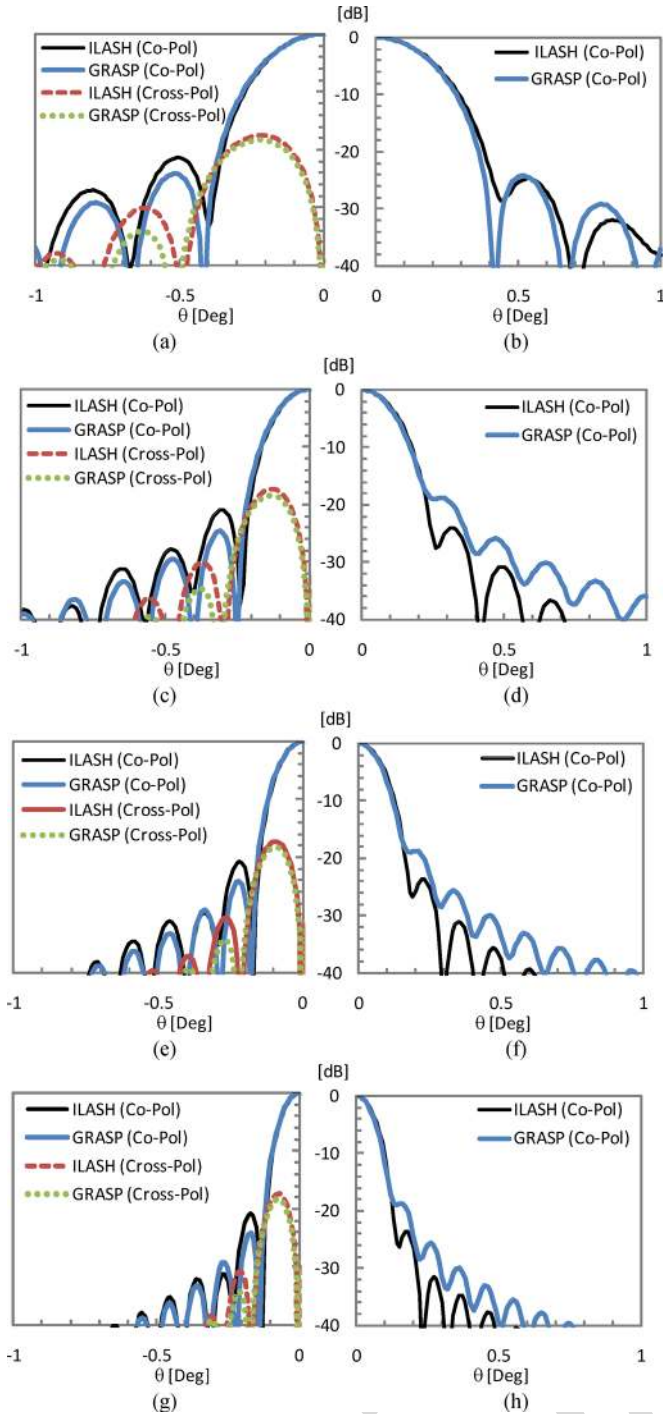 [dB]
ILASH (Co-Pol)
GRASP (Co-Pol)
ILASH (Cross-Pol)
GRASP (Cross-Pol)
-1 -0.5 0
θ [Deg]
(a)
0
-10
-20
-30
-40
ILASH (Co-Pol)
GRASP (Co-Pol)
0 0.5 1
θ [Deg]
(b)
[dB]
ILASH (Co-Pol)
GRASP (Co-Pol)
ILASH (Cross-Pol)
GRASP (Cross-Pol)
-1 -0.5 0
θ [Deg]
(c)
0
-10
-20
-30
-40
ILASH (Co-Pol)
GRASP (Co-Pol)
0 0.5 1
θ [Deg]
(d)
[dB]
ILASH (Co-Pol)
GRASP (Co-Pol)
ILASH (Cross-Pol)
GRASP (Cross-Pol)
-1 -0.5 0
θ [Deg]
(e)
0
-10
-20
-30
-40
ILASH (Co-Pol)
GRASP (Co-Pol)
0 0.5 1
θ [Deg]
(f)
[dB]
ILASH (Co-Pol)
GRASP (Co-Pol)
ILASH (Cross-Pol)
GRASP (Cross-Pol)
-1 -0.5 0
θ [Deg]
(g)
0
-10
-20
-30
-40
ILASH (Co-Pol)
GRASP (Co-Pol)
0 0.5 1
θ [Deg]
(h)